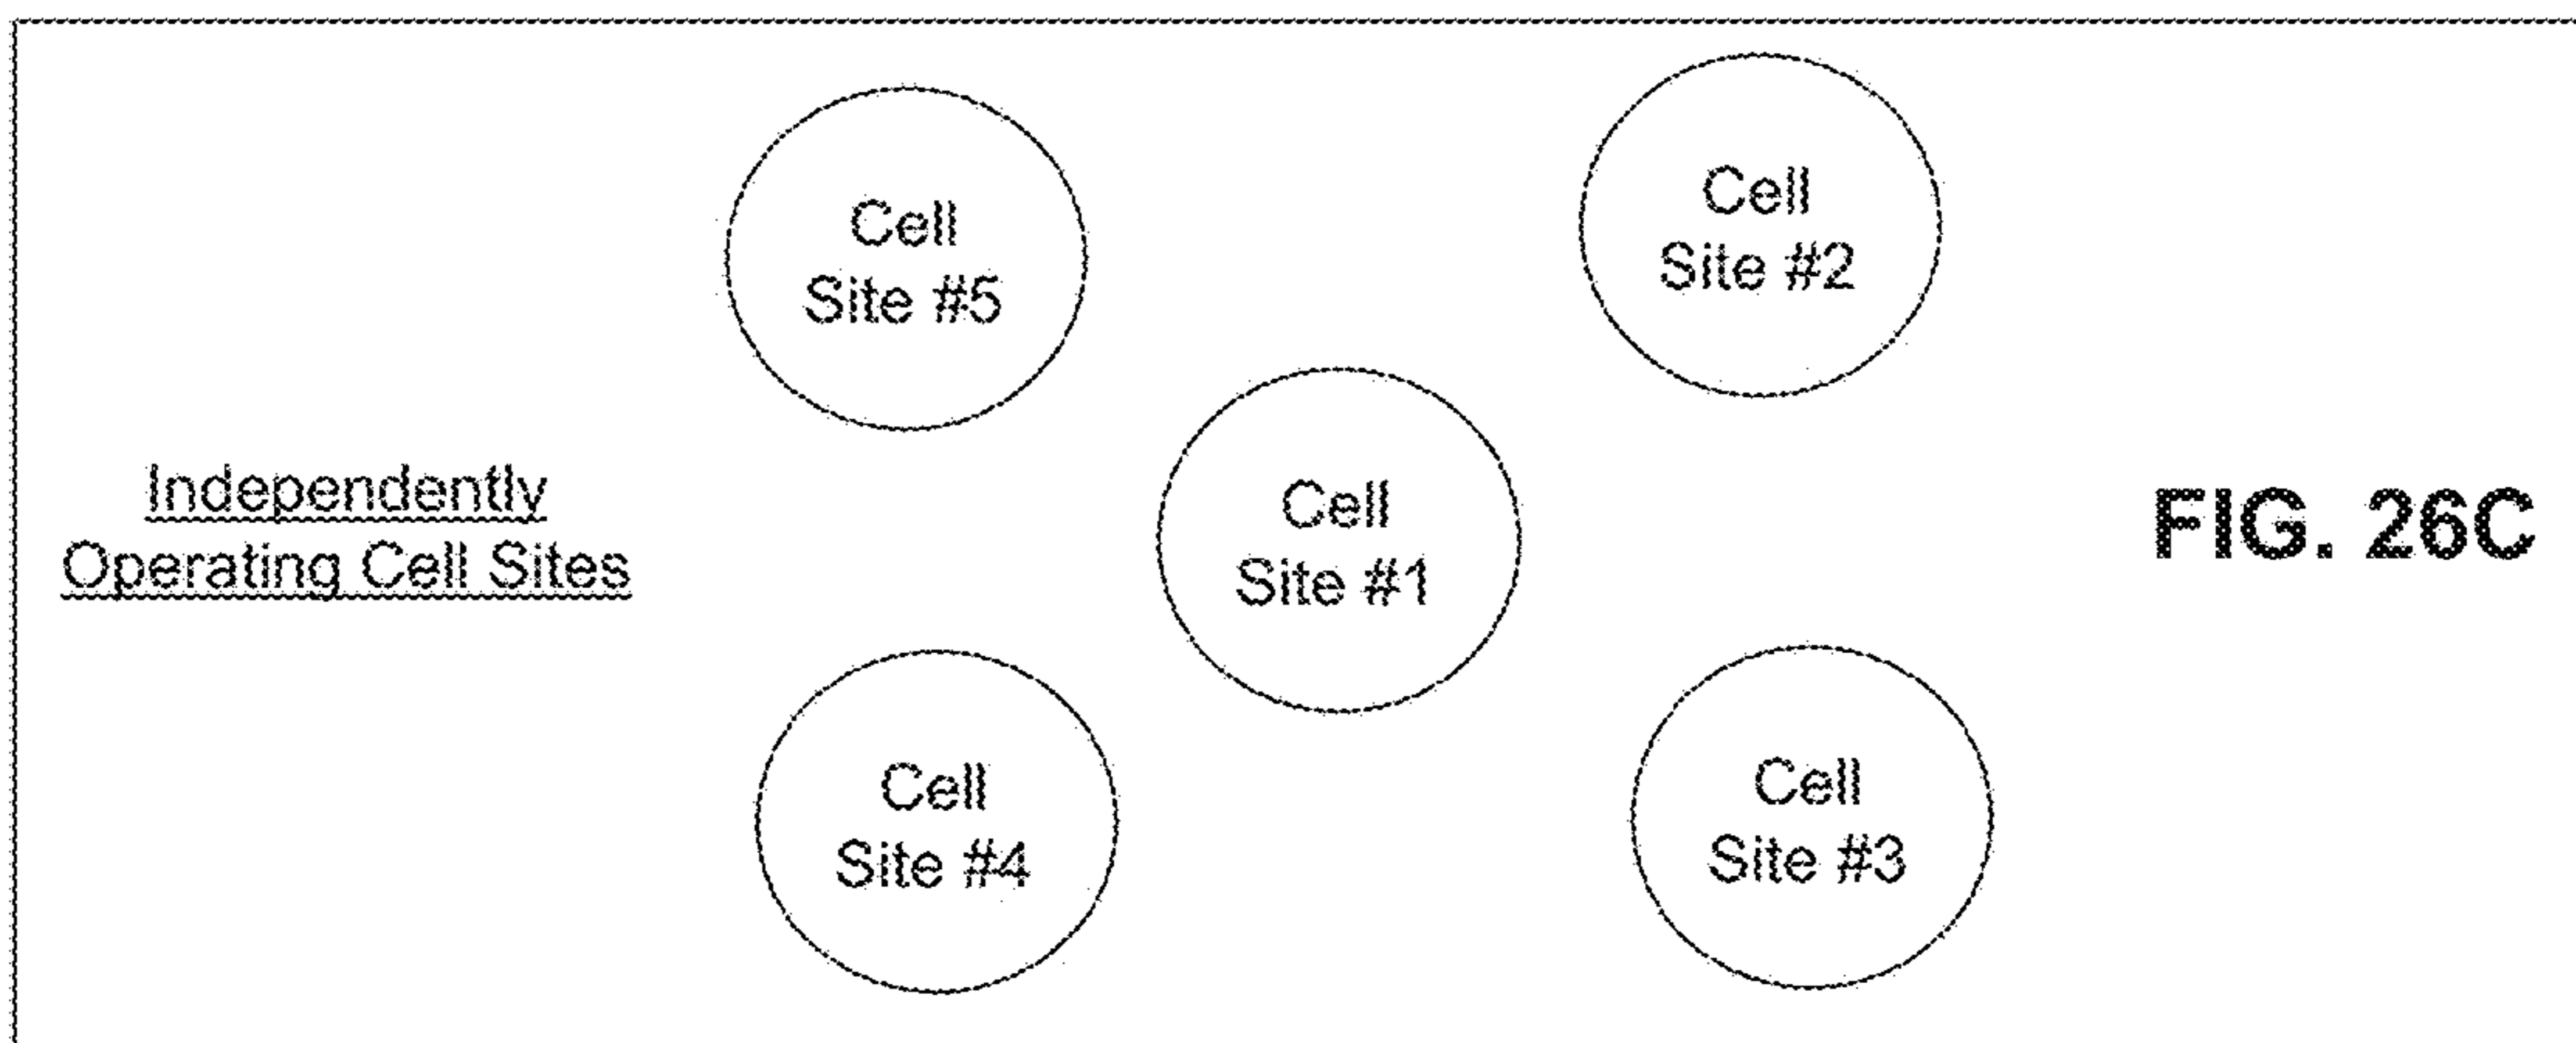 Cell
Site #5
Cell
Site #2
Independently
Operating Cell Sites
Cell
Site #1
FIG. 26C
Cell
Site #4
Cell
Site #3